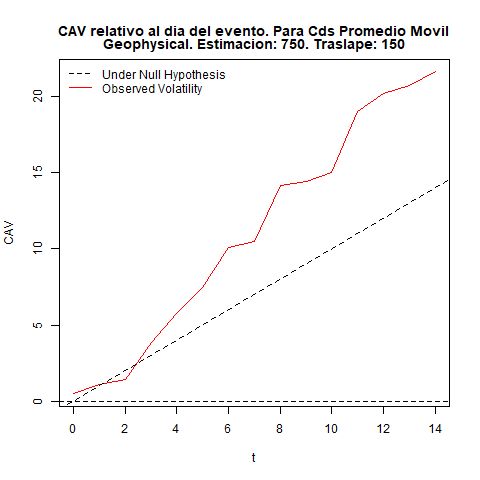 CAV relativo al dia del evento. Para Cds Promedio Movil
Geophysical. Estimacion: 750. Traslape: 150
Under Null Hypothesis
Observed Volatility
20
15
10
5
0
CAV
0 2 4 6 8 10 12 14
t